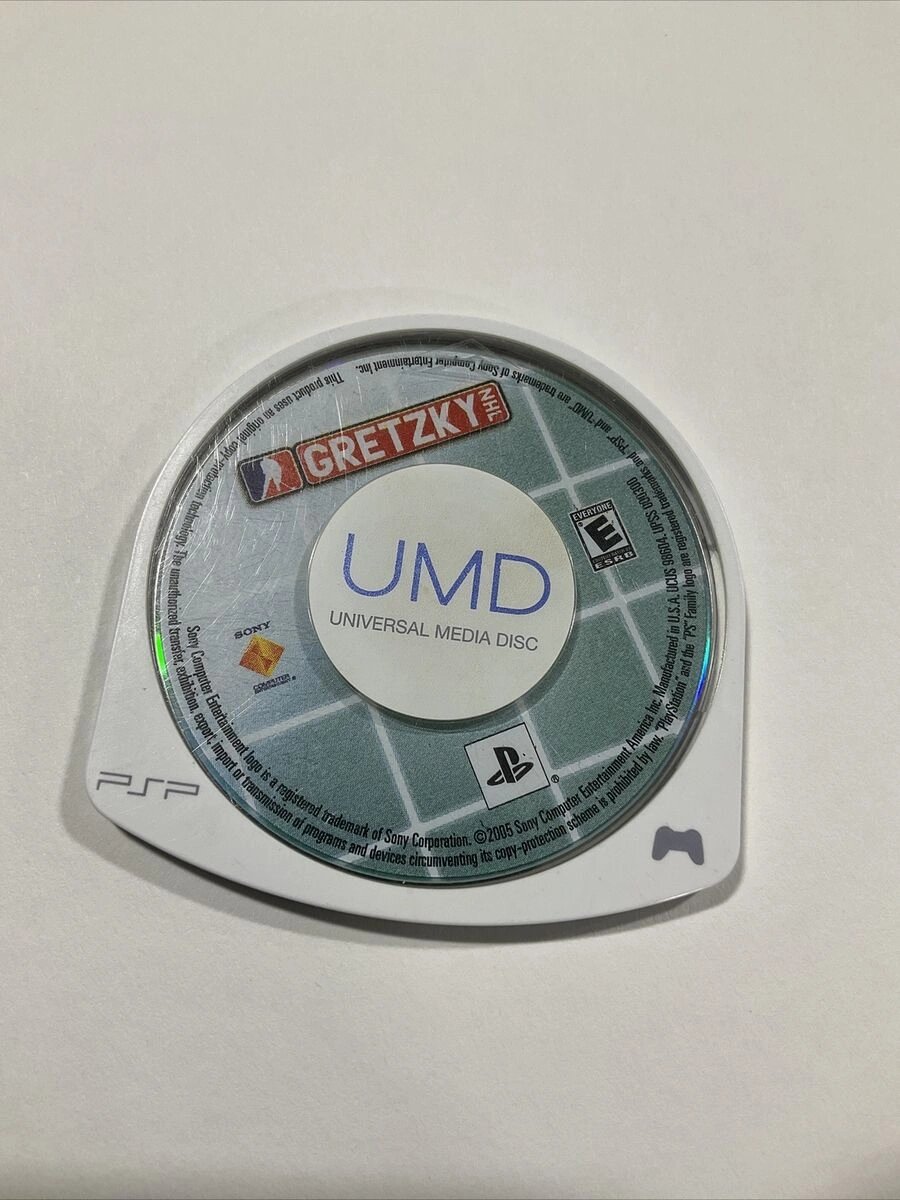 GRETZKY NHL
EVERYONE
E
ESRB
UMD
UNIVERSAL MEDIA DISC
SONY
COMPUTER
ENTERTAINMENT®
®
PSP
This product uses an original copy protecting technology. The unauthorized transfer, exhibition, export, import or transmission of programs and devices circumventing its copy-protection scheme is prohibited by law. "PlayStation" and the "PS" Family logo are registered trademarks and "PSP" and "UMD" are trademarks of Sony Computer Entertainment Inc.
Sony Computer Entertainment logo is a registered trademark of Sony Corporation. ©2005 Sony Computer Entertainment America Inc. Manufactured in U.S.A. UCUS 98604, UPSS